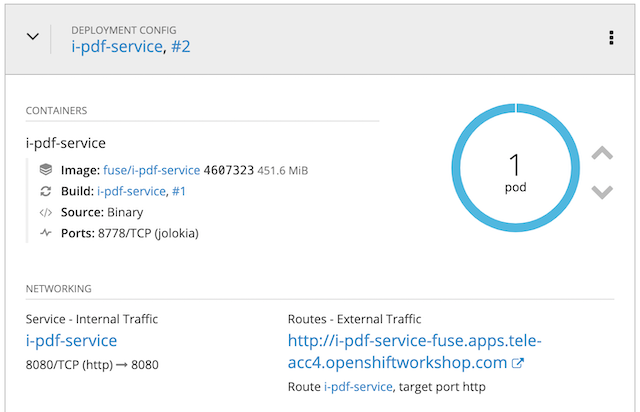 DEPLOYMENT CONFIG
i-pdf-service, #2
CONTAINERS
i-pdf-service
Image: fuse/i-pdf-service 4607323 451.6 MiB
Build: i-pdf-service, #1
Source: Binary
Ports: 8778/TCP (jolokia)
1
pod
NETWORKING
Service - Internal Traffic
i-pdf-service
8080/TCP (http) → 8080
Routes - External Traffic
http://i-pdf-service-fuse.apps.tele-
acc4.openshiftworkshop.com
Route i-pdf-service, target port http